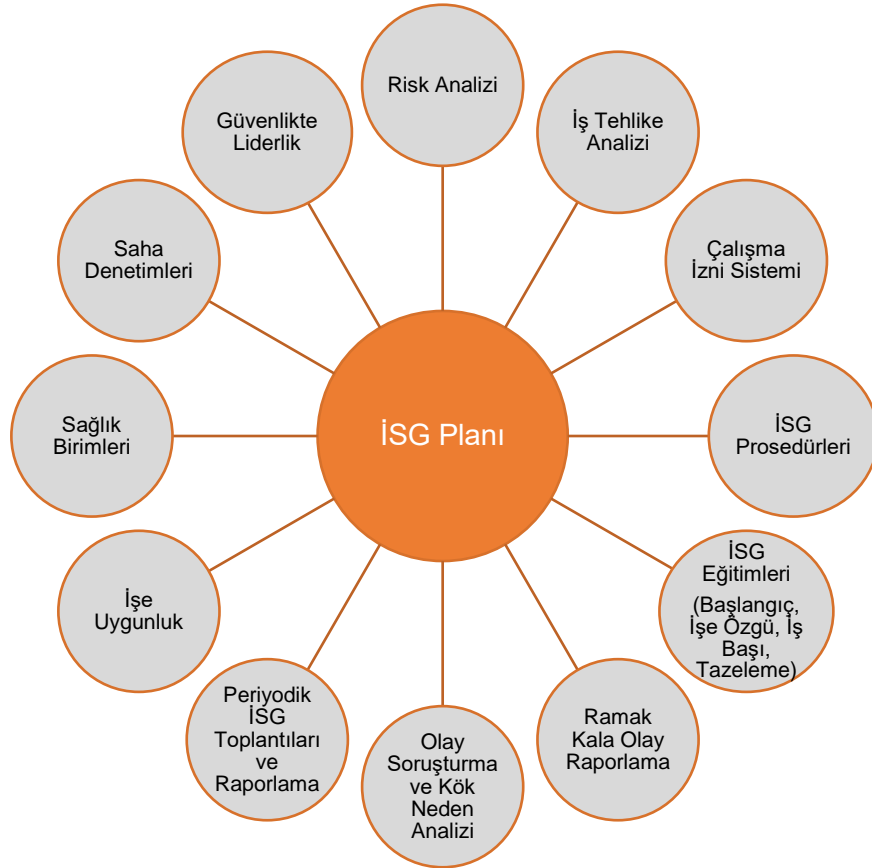 Risk Analizi
İş Tehlike
Analizi
Çalışma
İzni Sistemi
İSG
Prosedürleri
İSG
Eğitimleri
(Başlangıç,
İşe Özgü, İş
Başı,
Tazeleme)
Ramak
Kala Olay
Raporlama
Olay
Soruşturma
ve Kök
Neden
Analizi
Periyodik
İSG
Toplantıları
ve
Raporlama
İşe
Uygunluk
Sağlık
Birimleri
Saha
Denetimleri
Güvenlikte
Liderlik
İSG Planı